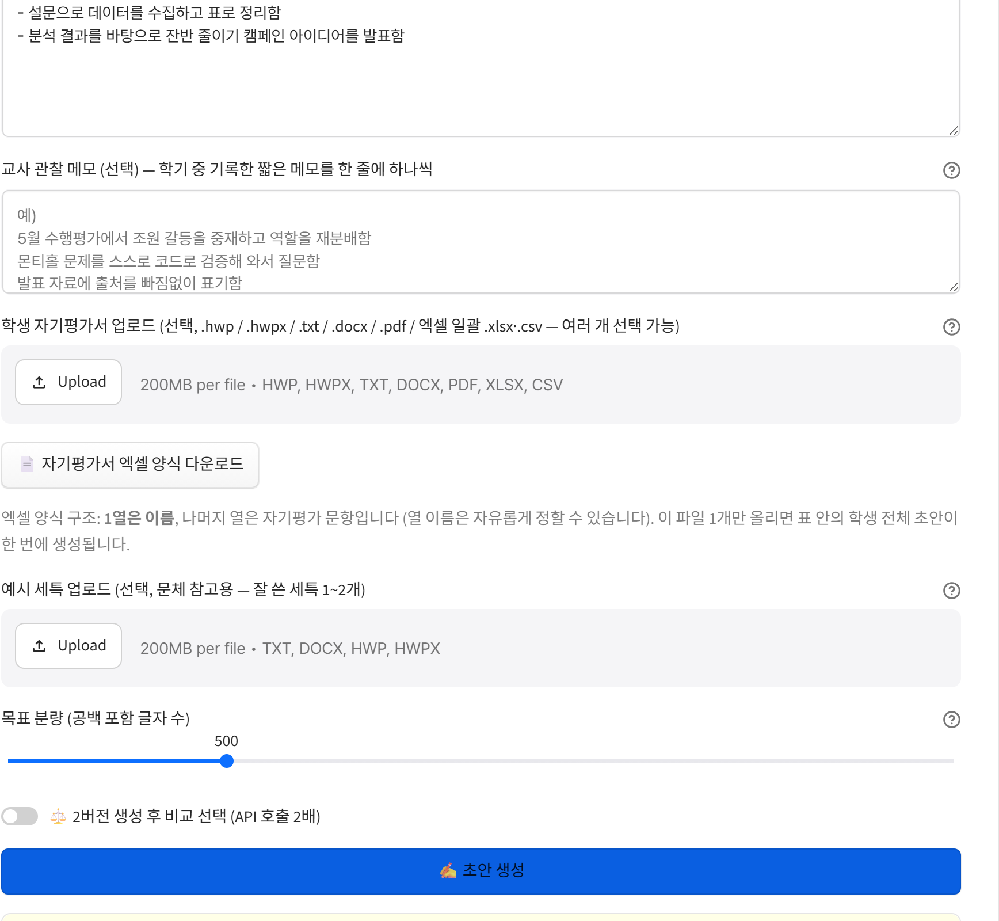 - 설문으로 데이터를 수집하고 표로 정리함
- 분석 결과를 바탕으로 잔반 줄이기 캠페인 아이디어를 발표함
교사 관찰 메모 (선택) — 학기 중 기록한 짧은 메모를 한 줄에 하나씩
예)
5월 수행평가에서 조원 갈등을 중재하고 역할을 재분배함
몬티홀 문제를 스스로 코드로 검증해 와서 질문함
발표 자료에 출처를 빠짐없이 표기함
학생 자기평가서 업로드 (선택, .hwp / .hwpx / .txt / .docx / .pdf / 엑셀 일괄 .xlsx·.csv — 여러 개 선택 가능)
Upload 200MB per file • HWP, HWPX, TXT, DOCX, PDF, XLSX, CSV
자기평가서 엑셀 양식 다운로드
엑셀 양식 구조: 1열은 이름, 나머지 열은 자기평가 문항입니다 (열 이름은 자유롭게 정할 수 있습니다). 이 파일 1개만 올리면 표 안의 학생 전체 초안이
한 번에 생성됩니다.
예시 세특 업로드 (선택, 문체 참고용 — 잘 쓴 세특 1~2개)
Upload 200MB per file • TXT, DOCX, HWP, HWPX
목표 분량 (공백 포함 글자 수)
500
2버전 생성 후 비교 선택 (API 호출 2배)
초안 생성